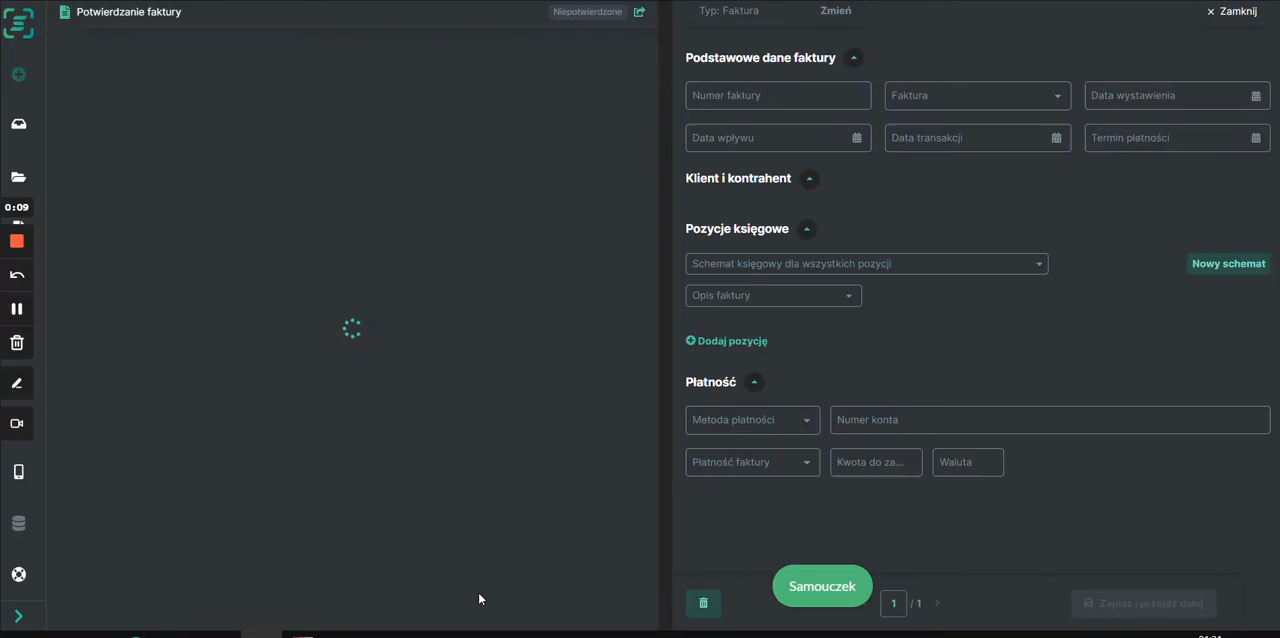 Potwierdzanie faktury
Niepotwierdzone
Typ: Faktura
Zmień
× Zamknij
Podstawowe dane faktury
Numer faktury
Faktura
Data wystawienia
Data wpływu
Data transakcji
Termin płatności
Klient i kontrahent
0:09
Pozycje księgowe
Schemat księgowy dla wszystkich pozycji
Nowy schemat
Opis faktury
Dodaj pozycję
Płatność
Metoda płatności
Numer konta
Płatność faktury
Kwota do za...
Waluta
Samouczek
1 / 1
Zapisz i przejdź dalej